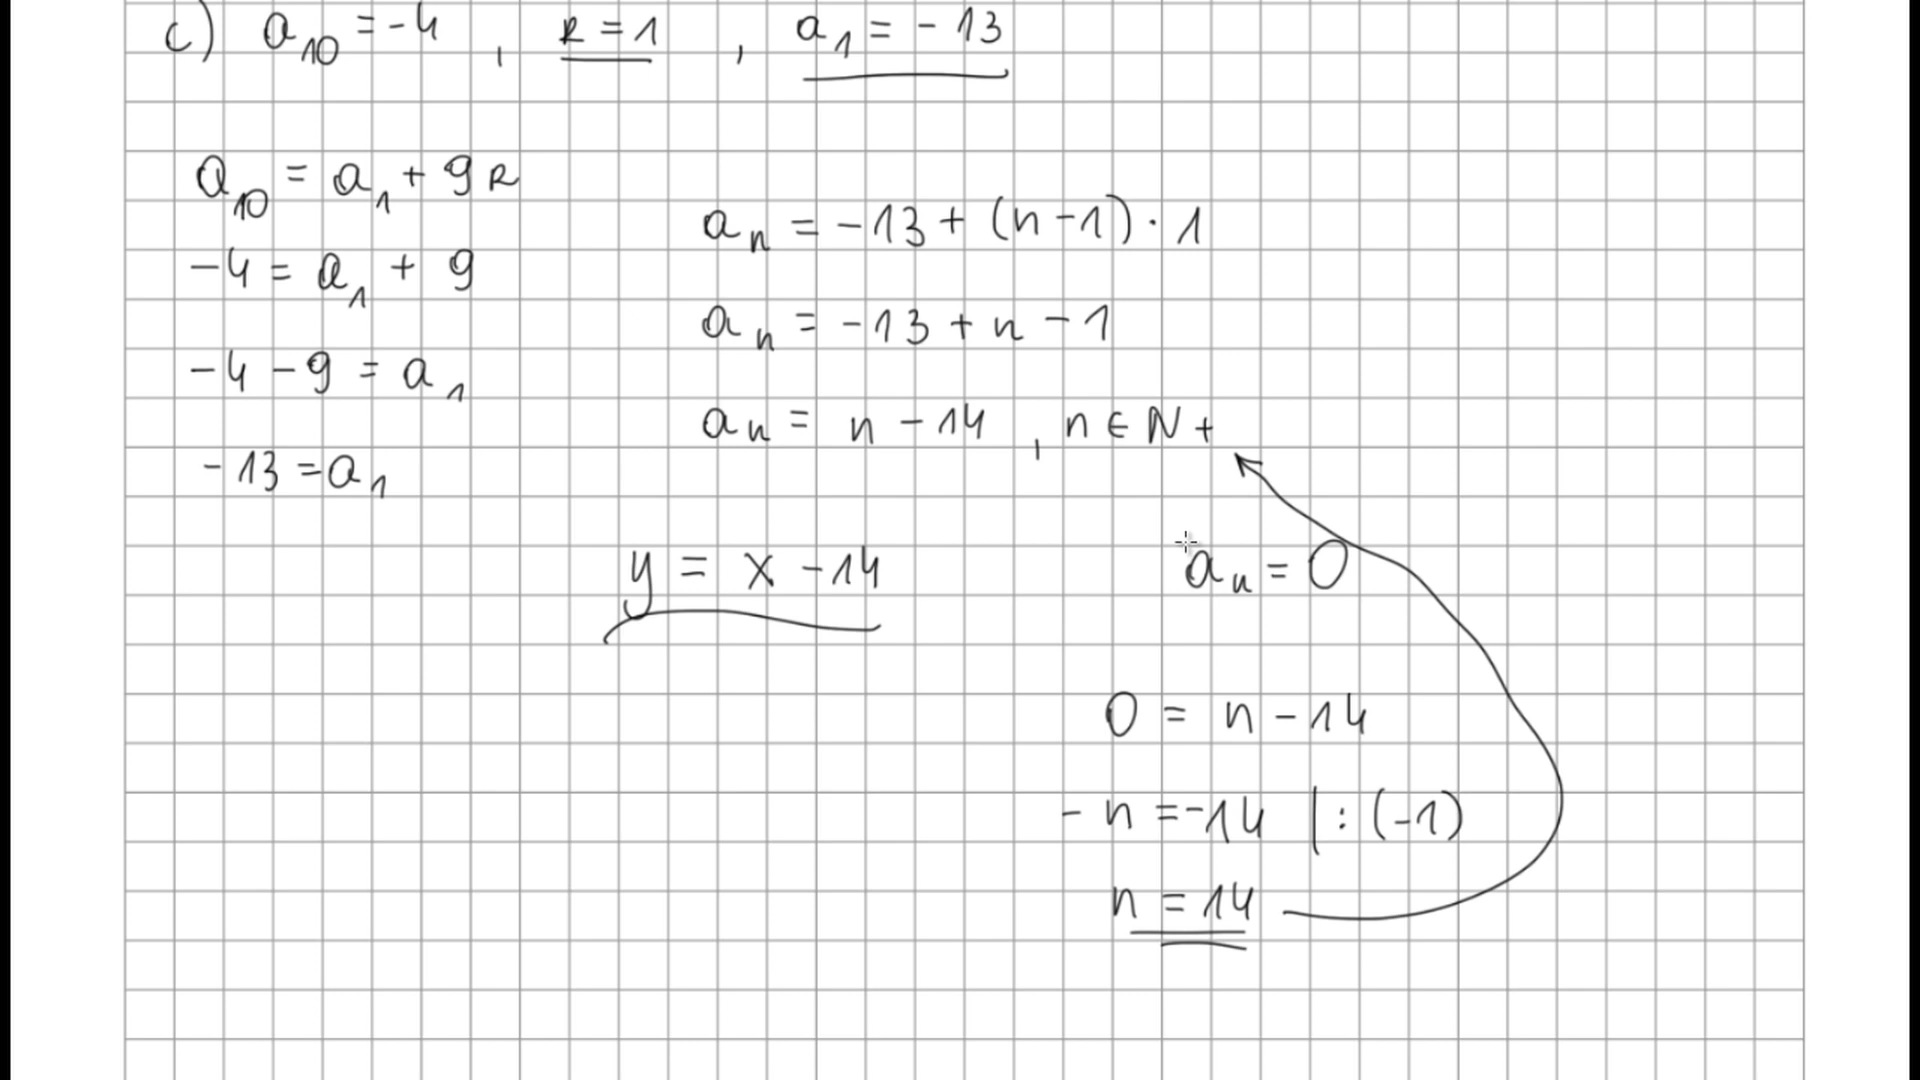 c) a₁₀ = -4 , r = 1 , a₁ = -13
a₁₀ = a₁ + 9r
-4 = a₁ + 9
-4 - 9 = a₁
-13 = a₁
aₙ = -13 + (n-1) · 1
aₙ = -13 + n - 1
aₙ = n - 14 , n ∈ N+
y = x - 14
aₙ = 0
0 = n - 14
-n = -14 | : (-1)
n = 14